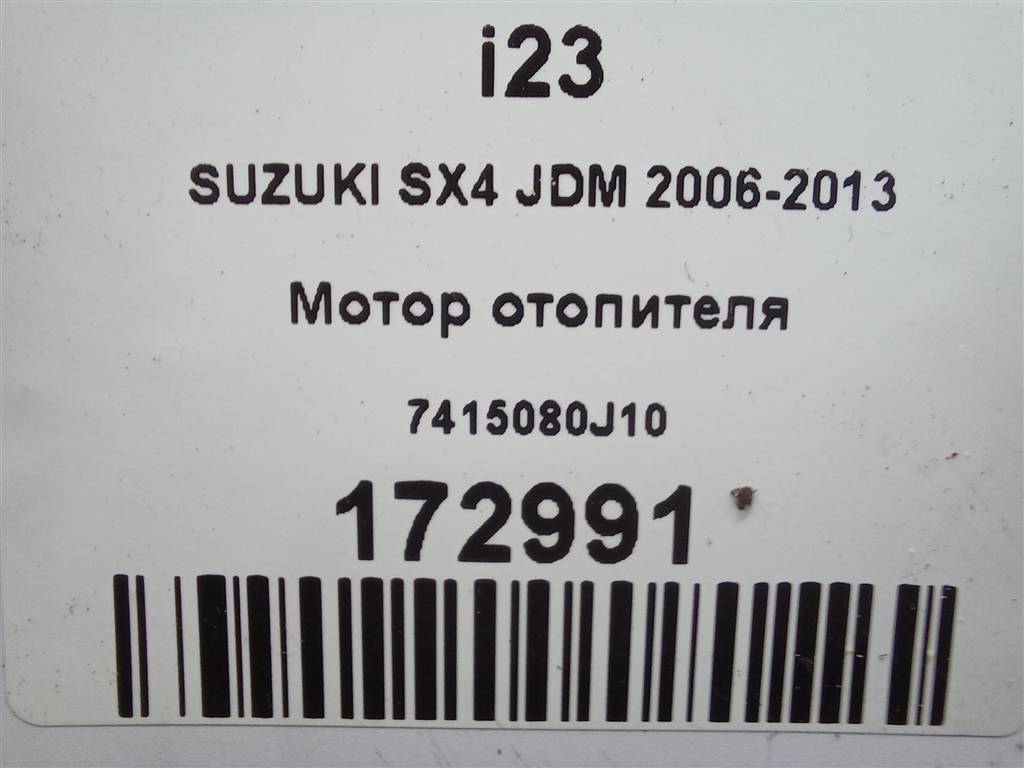 i23
SUZUKI SX4 JDM 2006-2013
Мотор отопителя
7415080J10
172991